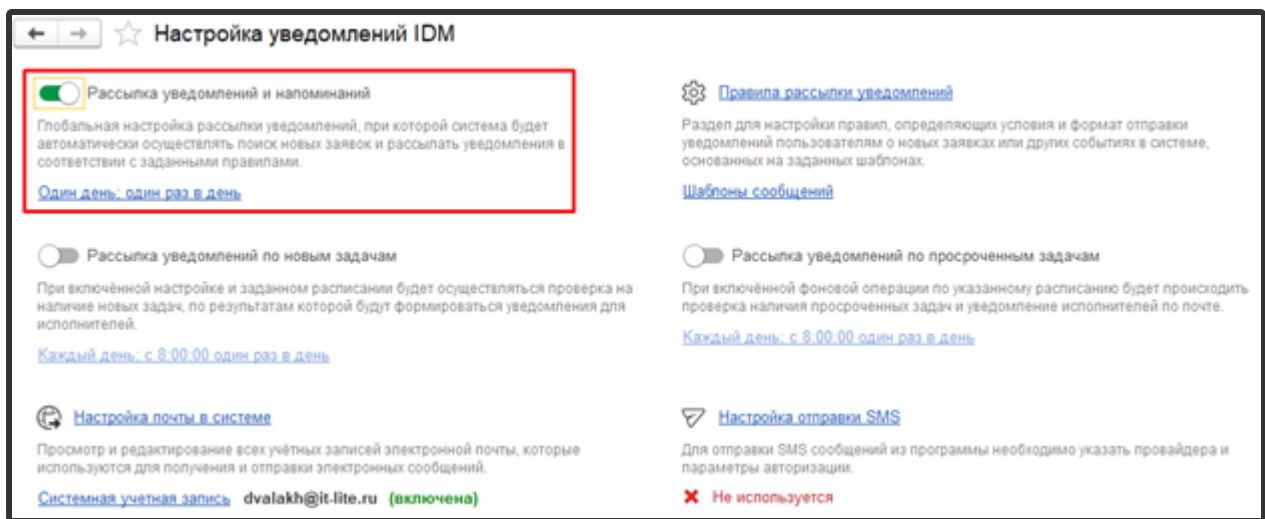 Настройка уведомлений IDM
Рассылка уведомлений и напоминаний
Глобальная настройка рассылки уведомлений, при которой система будет
автоматически осуществлять поиск новых заявок и рассылать уведомления в
соответствии с заданными правилами.
Один день; один раз в день
Правила рассылки уведомлений
Раздел для настройки правил, определяющих условия и формат отправки
уведомлений пользователям о новых заявках или других событиях в системе,
основанных на заданных шаблонах.
Шаблоны сообщений
Рассылка уведомлений по новым задачам
При включённой настройке и заданном расписании будет осуществляться проверка на
наличие новых задач, по результатам которой будут формироваться уведомления для
исполнителей.
Каждый день; с 8:00:00 один раз в день
Рассылка уведомлений по просроченным задачам
При включённой фоновой операции по указанному расписанию будет происходить
проверка наличия просроченных задач и уведомление исполнителей по почте.
Каждый день; с 8:00:00 один раз в день
Настройка почты в системе
Просмотр и редактирование всех учётных записей электронной почты, которые
используются для получения и отправки электронных сообщений.
Системная учетная запись dvalakh@it-lite.ru (включена)
Настройка отправки SMS
Для отправки SMS сообщений из программы необходимо указать провайдера и
параметры авторизации.
Не используется